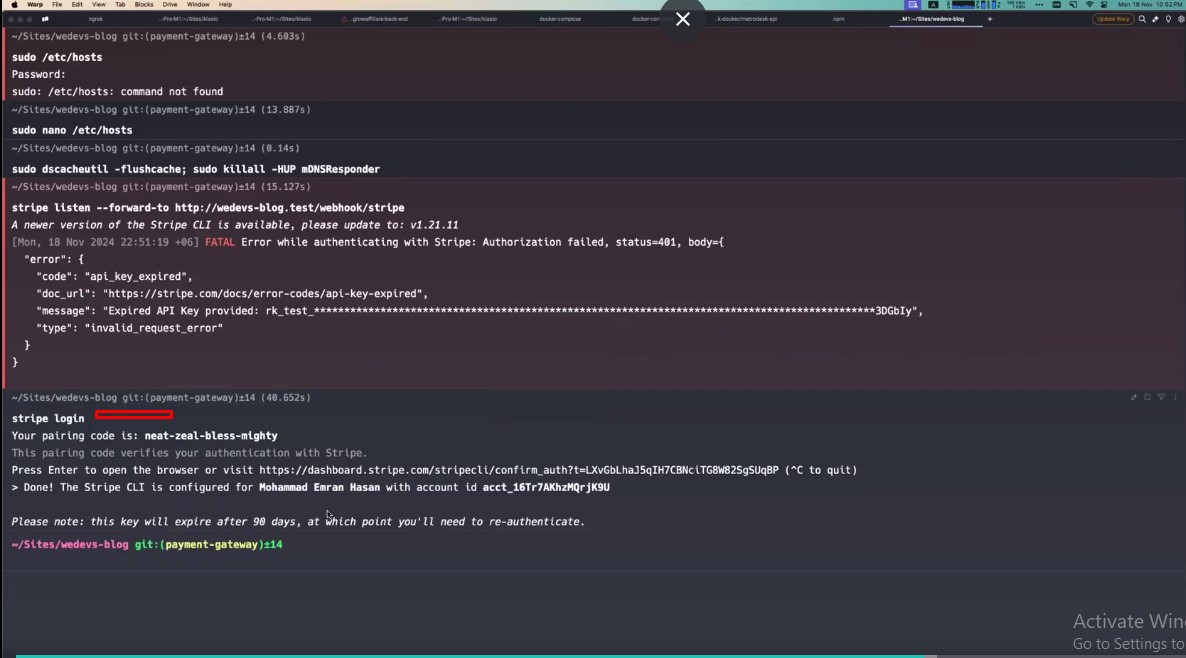 Warp File Edit View Tab Blocks Drive Window Help Mon 18 Nov 10:52 PM
ngrok ..-Pro-M1:~/Sites/klasio ..-Pro-M1:~/Sites/klasio .growaffiliate-back-end ..-Pro-M1:~/Sites/klasio docker-compose docker-com npm ..M1:~/Sites/wedevs-blog + Update Warp
~/Sites/wedevs-blog git:(payment-gateway)±14 (4.603s)
sudo /etc/hosts
Password:
sudo: /etc/hosts: command not found
~/Sites/wedevs-blog git:(payment-gateway)±14 (13.887s)
sudo nano /etc/hosts
~/Sites/wedevs-blog git:(payment-gateway)±14 (0.14s)
sudo dscacheutil -flushcache; sudo killall -HUP mDNSResponder
~/Sites/wedevs-blog git:(payment-gateway)±14 (15.127s)
stripe listen --forward-to http://wedevs-blog.test/webhook/stripe
A newer version of the Stripe CLI is available, please update to: v1.21.11
[Mon, 18 Nov 2024 22:51:19 +06] FATAL Error while authenticating with Stripe: Authorization failed, status=401, body={
"error": {
"code": "api_key_expired",
"doc_url": "https://stripe.com/docs/error-codes/api-key-expired",
"message": "Expired API Key provided: rk_test_*********************************************************************************************3DGbIy",
"type": "invalid_request_error"
}
}
~/Sites/wedevs-blog git:(payment-gateway)±14 (40.652s)
stripe login
Your pairing code is: neat-zeal-bless-mighty
This pairing code verifies your authentication with Stripe.
Press Enter to open the browser or visit https://dashboard.stripe.com/stripecli/confirm_auth?t=LXvGbLhaJ5qIH7CBNciTG8W82SgSUqBP (^C to quit)
> Done! The Stripe CLI is configured for Mohammad Emran Hasan with account id acct_16Tr7AKhzMQrjK9U
Please note: this key will expire after 90 days, at which point you'll need to re-authenticate.
~/Sites/wedevs-blog git:(payment-gateway)±14
Activate Win
Go to Settings to